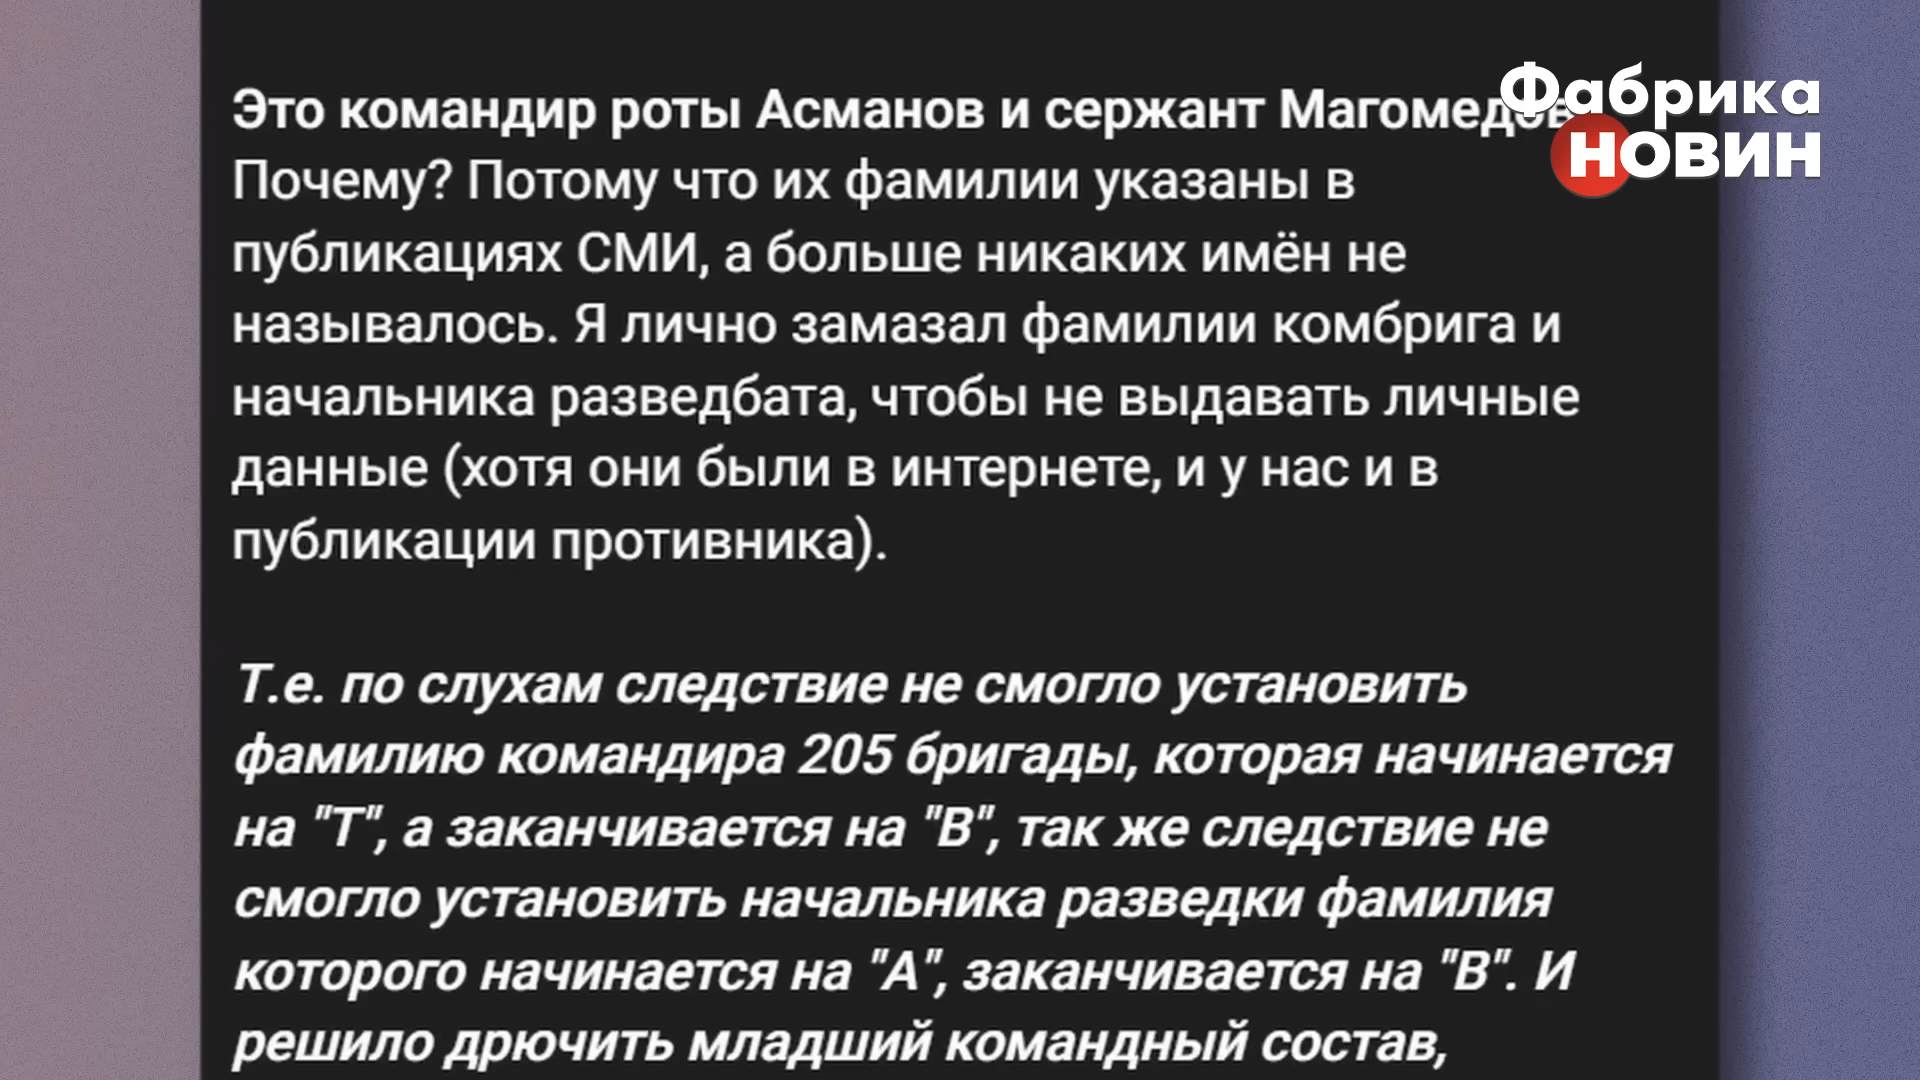 Это командир роты Асманов и сержант Магомедов
Почему? Потому что их фамилии указаны в
публикациях СМИ, а больше никаких имён не
называлось. Я лично замазал фамилии комбрига и
начальника разведбата, чтобы не выдавать личные
данные (хотя они были в интернете, и у нас и в
публикации противника).
Т.е. по слухам следствие не смогло установить
фамилию командира 205 бригады, которая начинается
на "Т", а заканчивается на "В", так же следствие не
смогло установить начальника разведки фамилия
которого начинается на "А", заканчивается на "В". И
решило дрючить младший командный состав,
Фабрика
новин